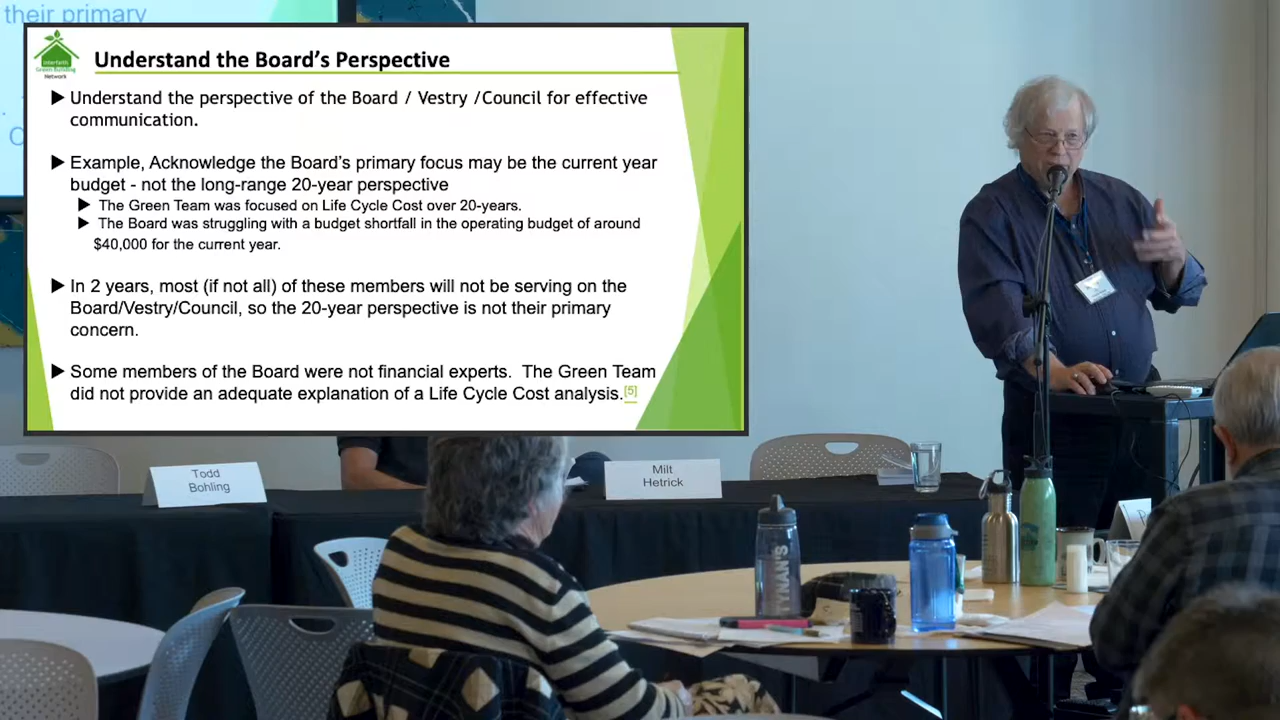 their primary
C
Interfaith
Green Building
Network
Understand the Board's Perspective
▶ Understand the perspective of the Board / Vestry /Council for effective
communication.
▶ Example, Acknowledge the Board's primary focus may be the current year
budget - not the long-range 20-year perspective
▶ The Green Team was focused on Life Cycle Cost over 20-years.
▶ The Board was struggling with a budget shortfall in the operating budget of around
$40,000 for the current year.
▶ In 2 years, most (if not all) of these members will not be serving on the
Board/Vestry/Council, so the 20-year perspective is not their primary
concern.
▶ Some members of the Board were not financial experts.  The Green Team
did not provide an adequate explanation of a Life Cycle Cost analysis.[5]
Todd
Bohling
Milt
Hetrick